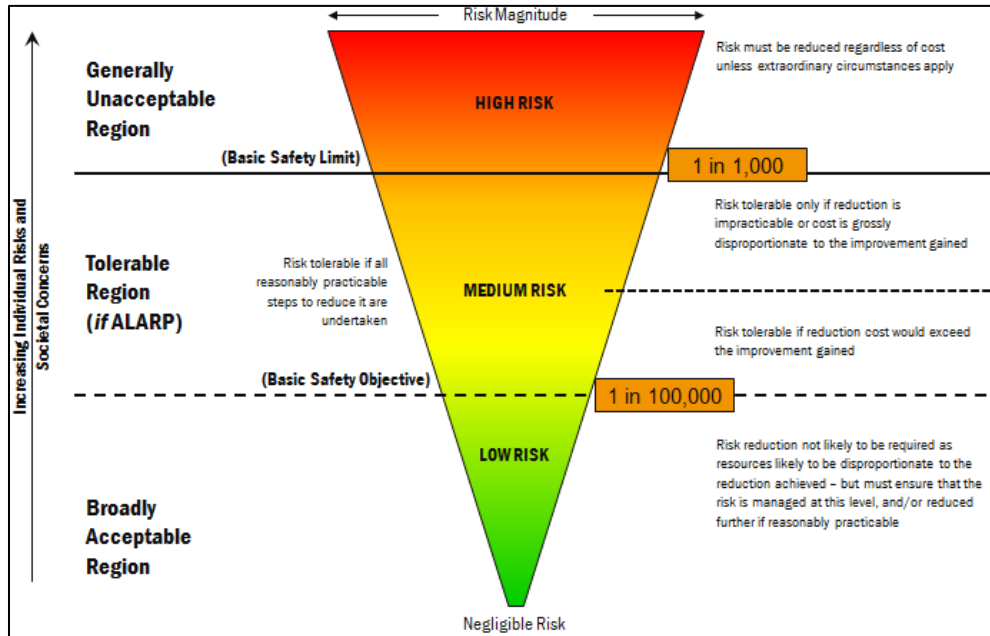 Risk Magnitude
Generally
Unacceptable
Region
HIGH RISK
Risk must be reduced regardless of cost
unless extraordinary circumstances apply
(Basic Safety Limit)
1 in 1,000
Increasing Individual Risks and
Societal Concerns
Tolerable
Region
(if ALARP)
Risk tolerable if all
reasonably practicable
steps to reduce it are
undertaken
MEDIUM RISK
Risk tolerable only if reduction is
impracticable or cost is grossly
disproportionate to the improvement gained
Risk tolerable if reduction cost would exceed
the improvement gained
(Basic Safety Objective)
1 in 100,000
LOW RISK
Broadly
Acceptable
Region
Risk reduction not likely to be required as
resources likely to be disproportionate to the
reduction achieved – but must ensure that the
risk is managed at this level, and/or reduced
further if reasonably practicable
Negligible Risk